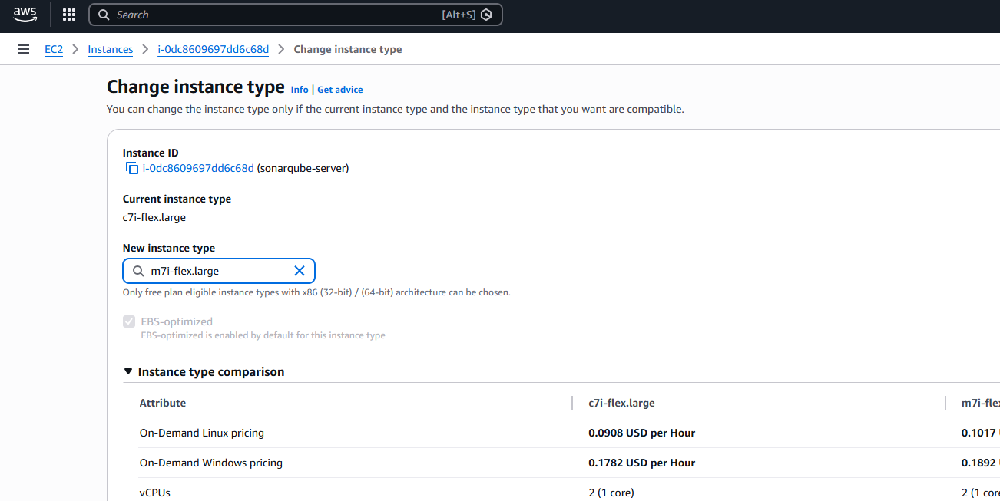 aws
Search [Alt+S]
EC2 > Instances > i-0dc8609697dd6c68d > Change instance type
Change instance type Info | Get advice
You can change the instance type only if the current instance type and the instance type that you want are compatible.
Instance ID
i-0dc8609697dd6c68d (sonarqube-server)
Current instance type
c7i-flex.large
New instance type
m7i-flex.large
Only free plan eligible instance types with x86 (32-bit) / (64-bit) architecture can be chosen.
EBS-optimized
EBS-optimized is enabled by default for this instance type
Instance type comparison
Attribute c7i-flex.large m7i-flex
On-Demand Linux pricing 0.0908 USD per Hour 0.1017
On-Demand Windows pricing 0.1782 USD per Hour 0.1892
vCPUs 2 (1 core) 2 (1 core